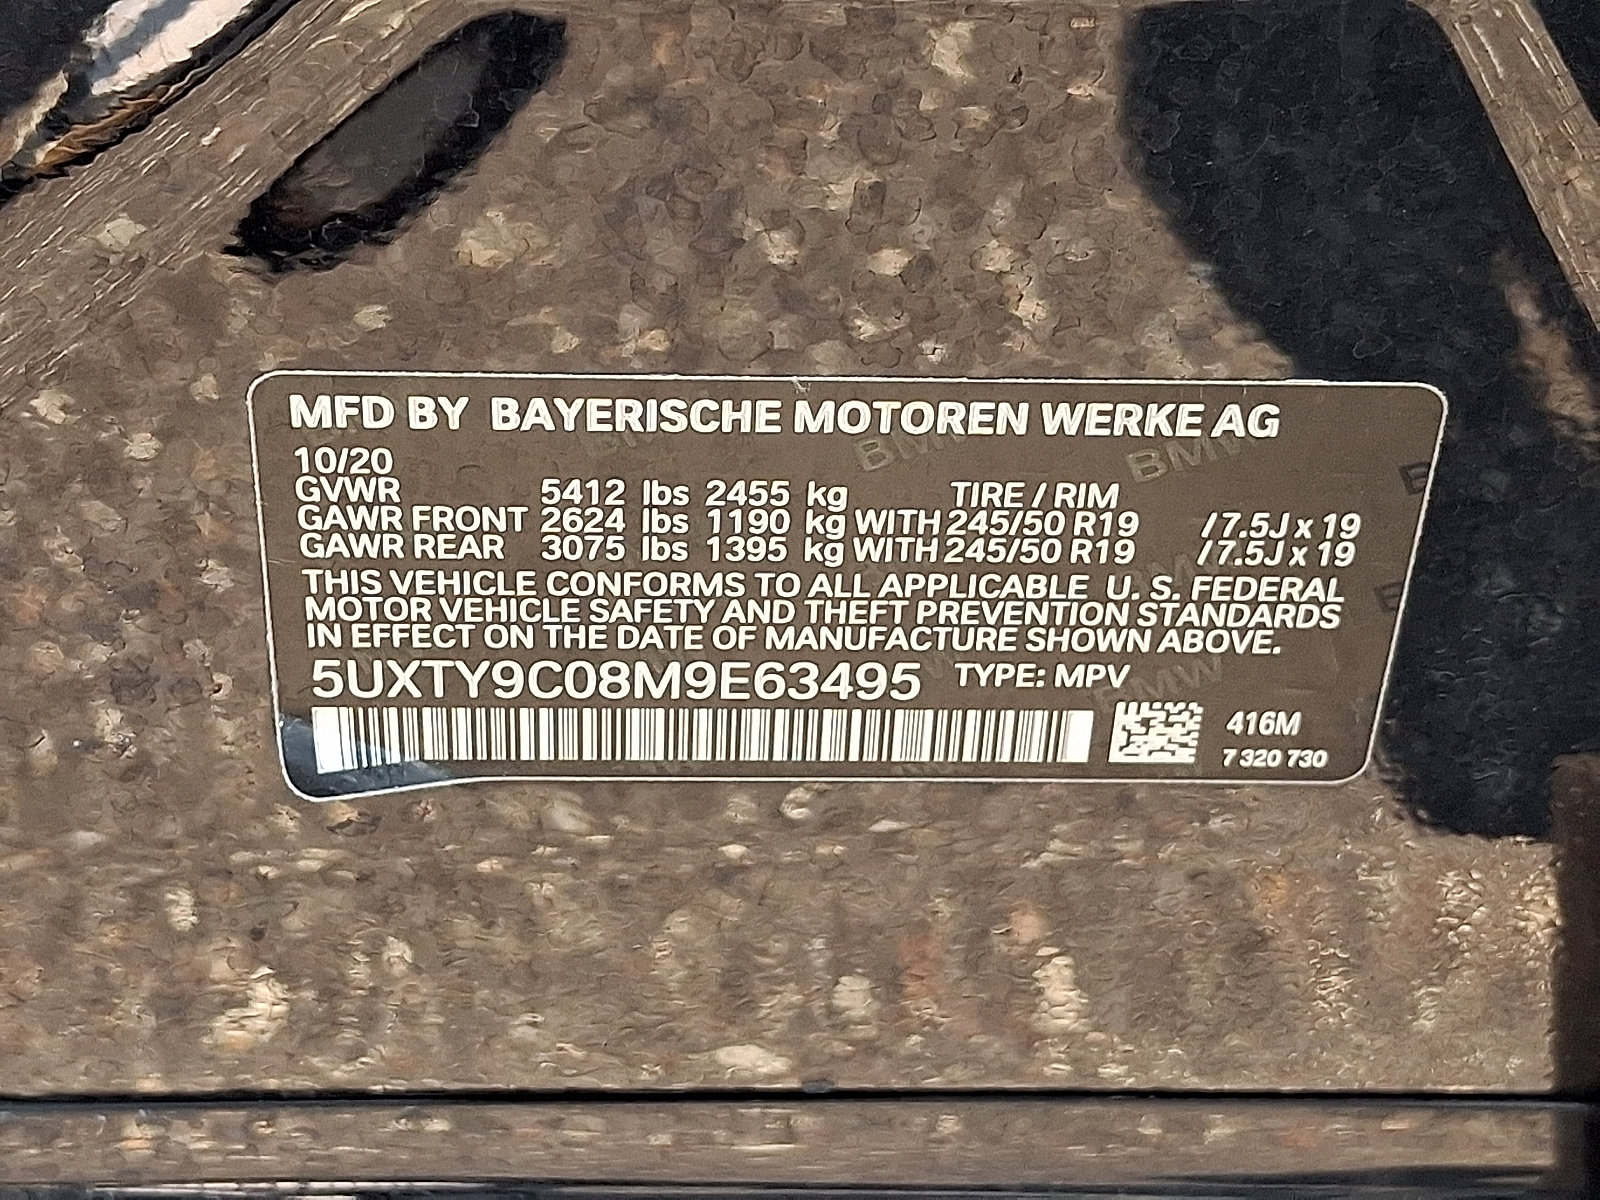 MFD BY BAYERISCHE MOTOREN WERKE AG
10/20
GVWR 5412 lbs 2455 kg TIRE / RIM
GAWR FRONT 2624 lbs 1190 kg WITH 245/50 R19 / 7.5J x 19
GAWR REAR 3075 lbs 1395 kg WITH 245/50 R19 / 7.5J x 19
THIS VEHICLE CONFORMS TO ALL APPLICABLE U. S. FEDERAL
MOTOR VEHICLE SAFETY AND THEFT PREVENTION STANDARDS
IN EFFECT ON THE DATE OF MANUFACTURE SHOWN ABOVE.
5UXTY9C08M9E63495 TYPE: MPV
416M
7 320 730